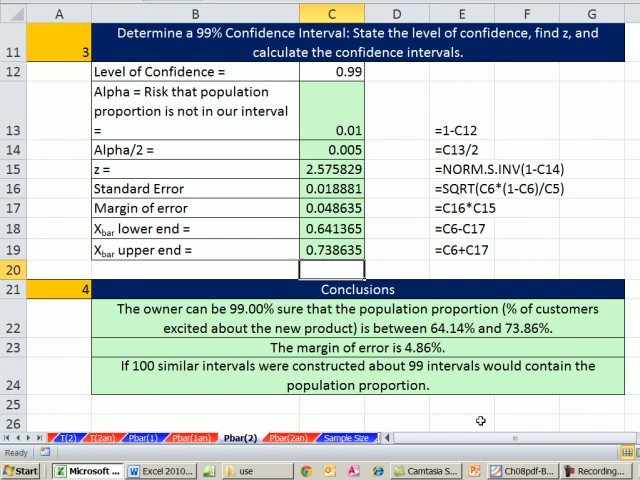 A B C D E F G
11 3 Determine a 99% Confidence Interval: State the level of confidence, find z, and
calculate the confidence intervals.
12 Level of Confidence = 0.99
Alpha = Risk that population
proportion is not in our interval
13 = 0.01 =1-C12
14 Alpha/2 = 0.005 =C13/2
15 z = 2.575829 =NORM.S.INV(1-C14)
16 Standard Error 0.018881 =SQRT(C6*(1-C6)/C5)
17 Margin of error 0.048635 =C16*C15
18 Xbar lower end = 0.641365 =C6-C17
19 Xbar upper end = 0.738635 =C6+C17
20
21 4 Conclusions
The owner can be 99.00% sure that the population proportion (% of customers
22 excited about the new product) is between 64.14% and 73.86%.
23 The margin of error is 4.86%.
If 100 similar intervals were constructed about 99 intervals would contain the
24 population proportion.
25
26
T(2) T(2an) Pbar(1) Pbar(1an) Pbar(2) Pbar(2an) Sample Size
Ready
Start Microsoft ... Excel 2010... use Camtasia S... Ch08pdf-B... Recording...